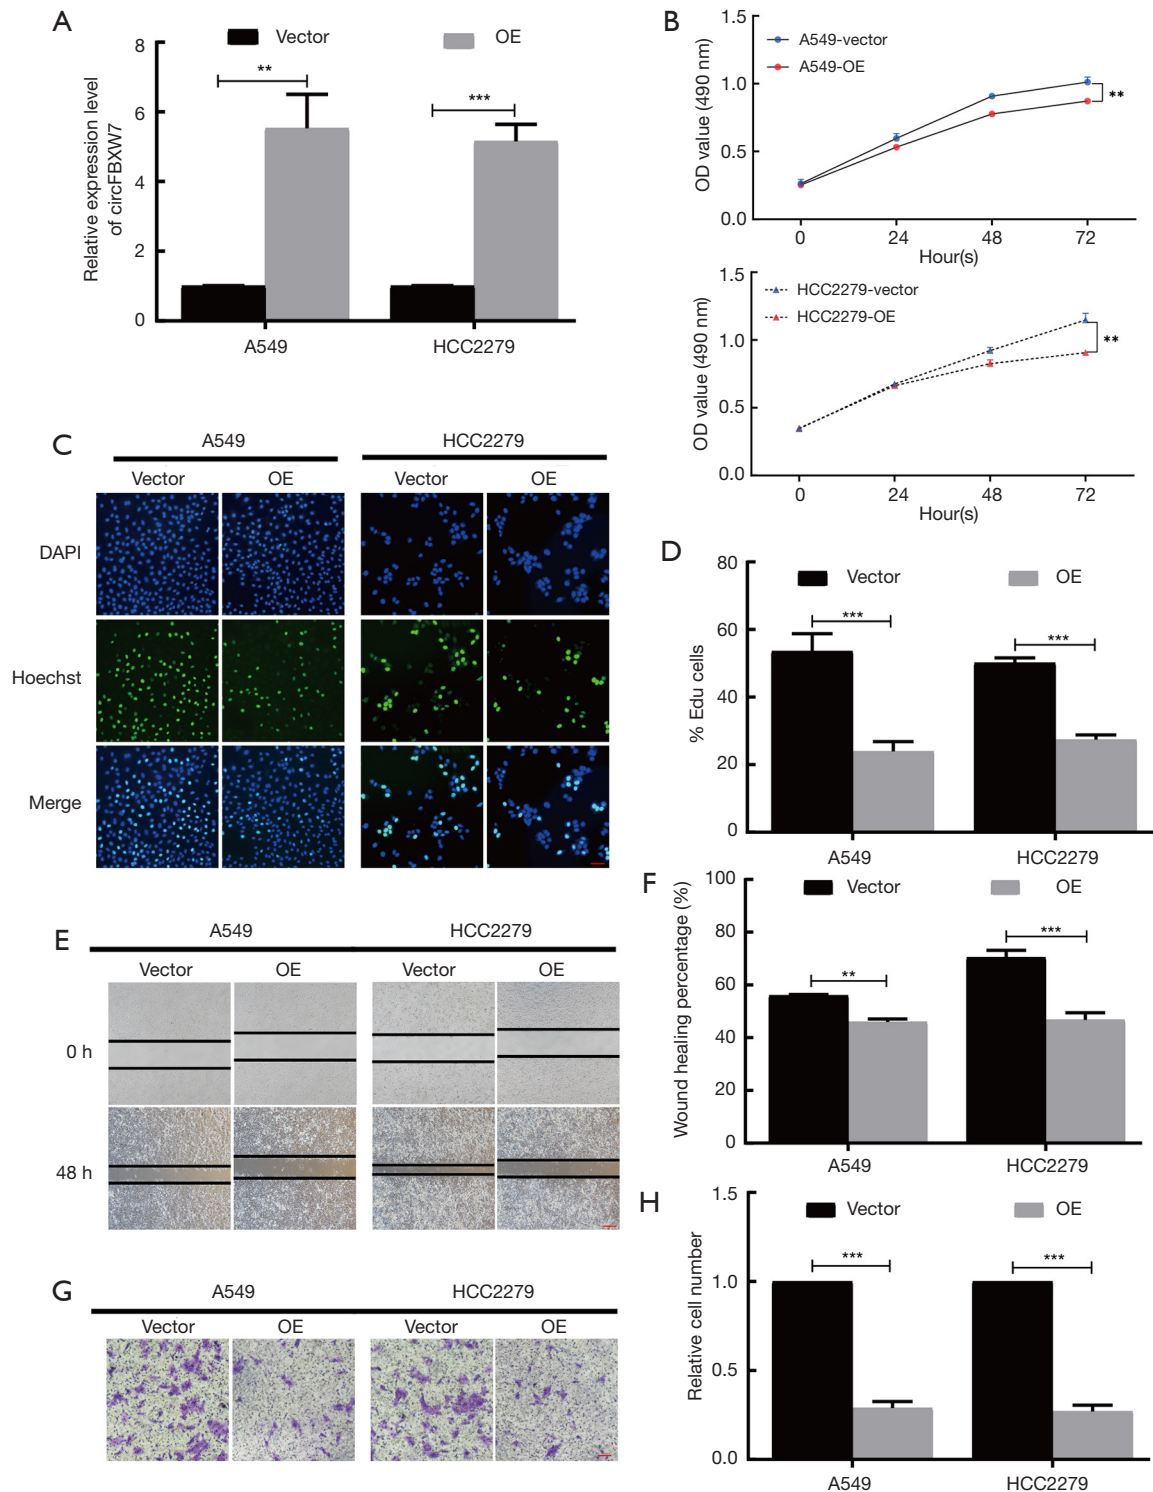 A
Vector
OE
Relative expression level
of circFBXW7
8
6
4
2
0
**
***
A549
HCC2279
B
OD value (490 nm)
1.5
1.0
0.5
0.0
A549-vector
A549-OE
**
0
24
48
72
Hour(s)
OD value (490 nm)
1.5
1.0
0.5
0.0
HCC2279-vector
HCC2279-OE
**
0
24
48
72
Hour(s)
C
A549
HCC2279
Vector
OE
Vector
OE
DAPI
Hoechst
Merge
D
% Edu cells
80
60
40
20
0
Vector
OE
***
***
A549
HCC2279
E
A549
HCC2279
Vector
OE
Vector
OE
0 h
48 h
F
Wound healing percentage (%)
100
80
60
40
20
0
Vector
OE
**
***
A549
HCC2279
G
A549
HCC2279
Vector
OE
Vector
OE
H
Relative cell number
1.5
1.0
0.5
0.0
Vector
OE
***
***
A549
HCC2279